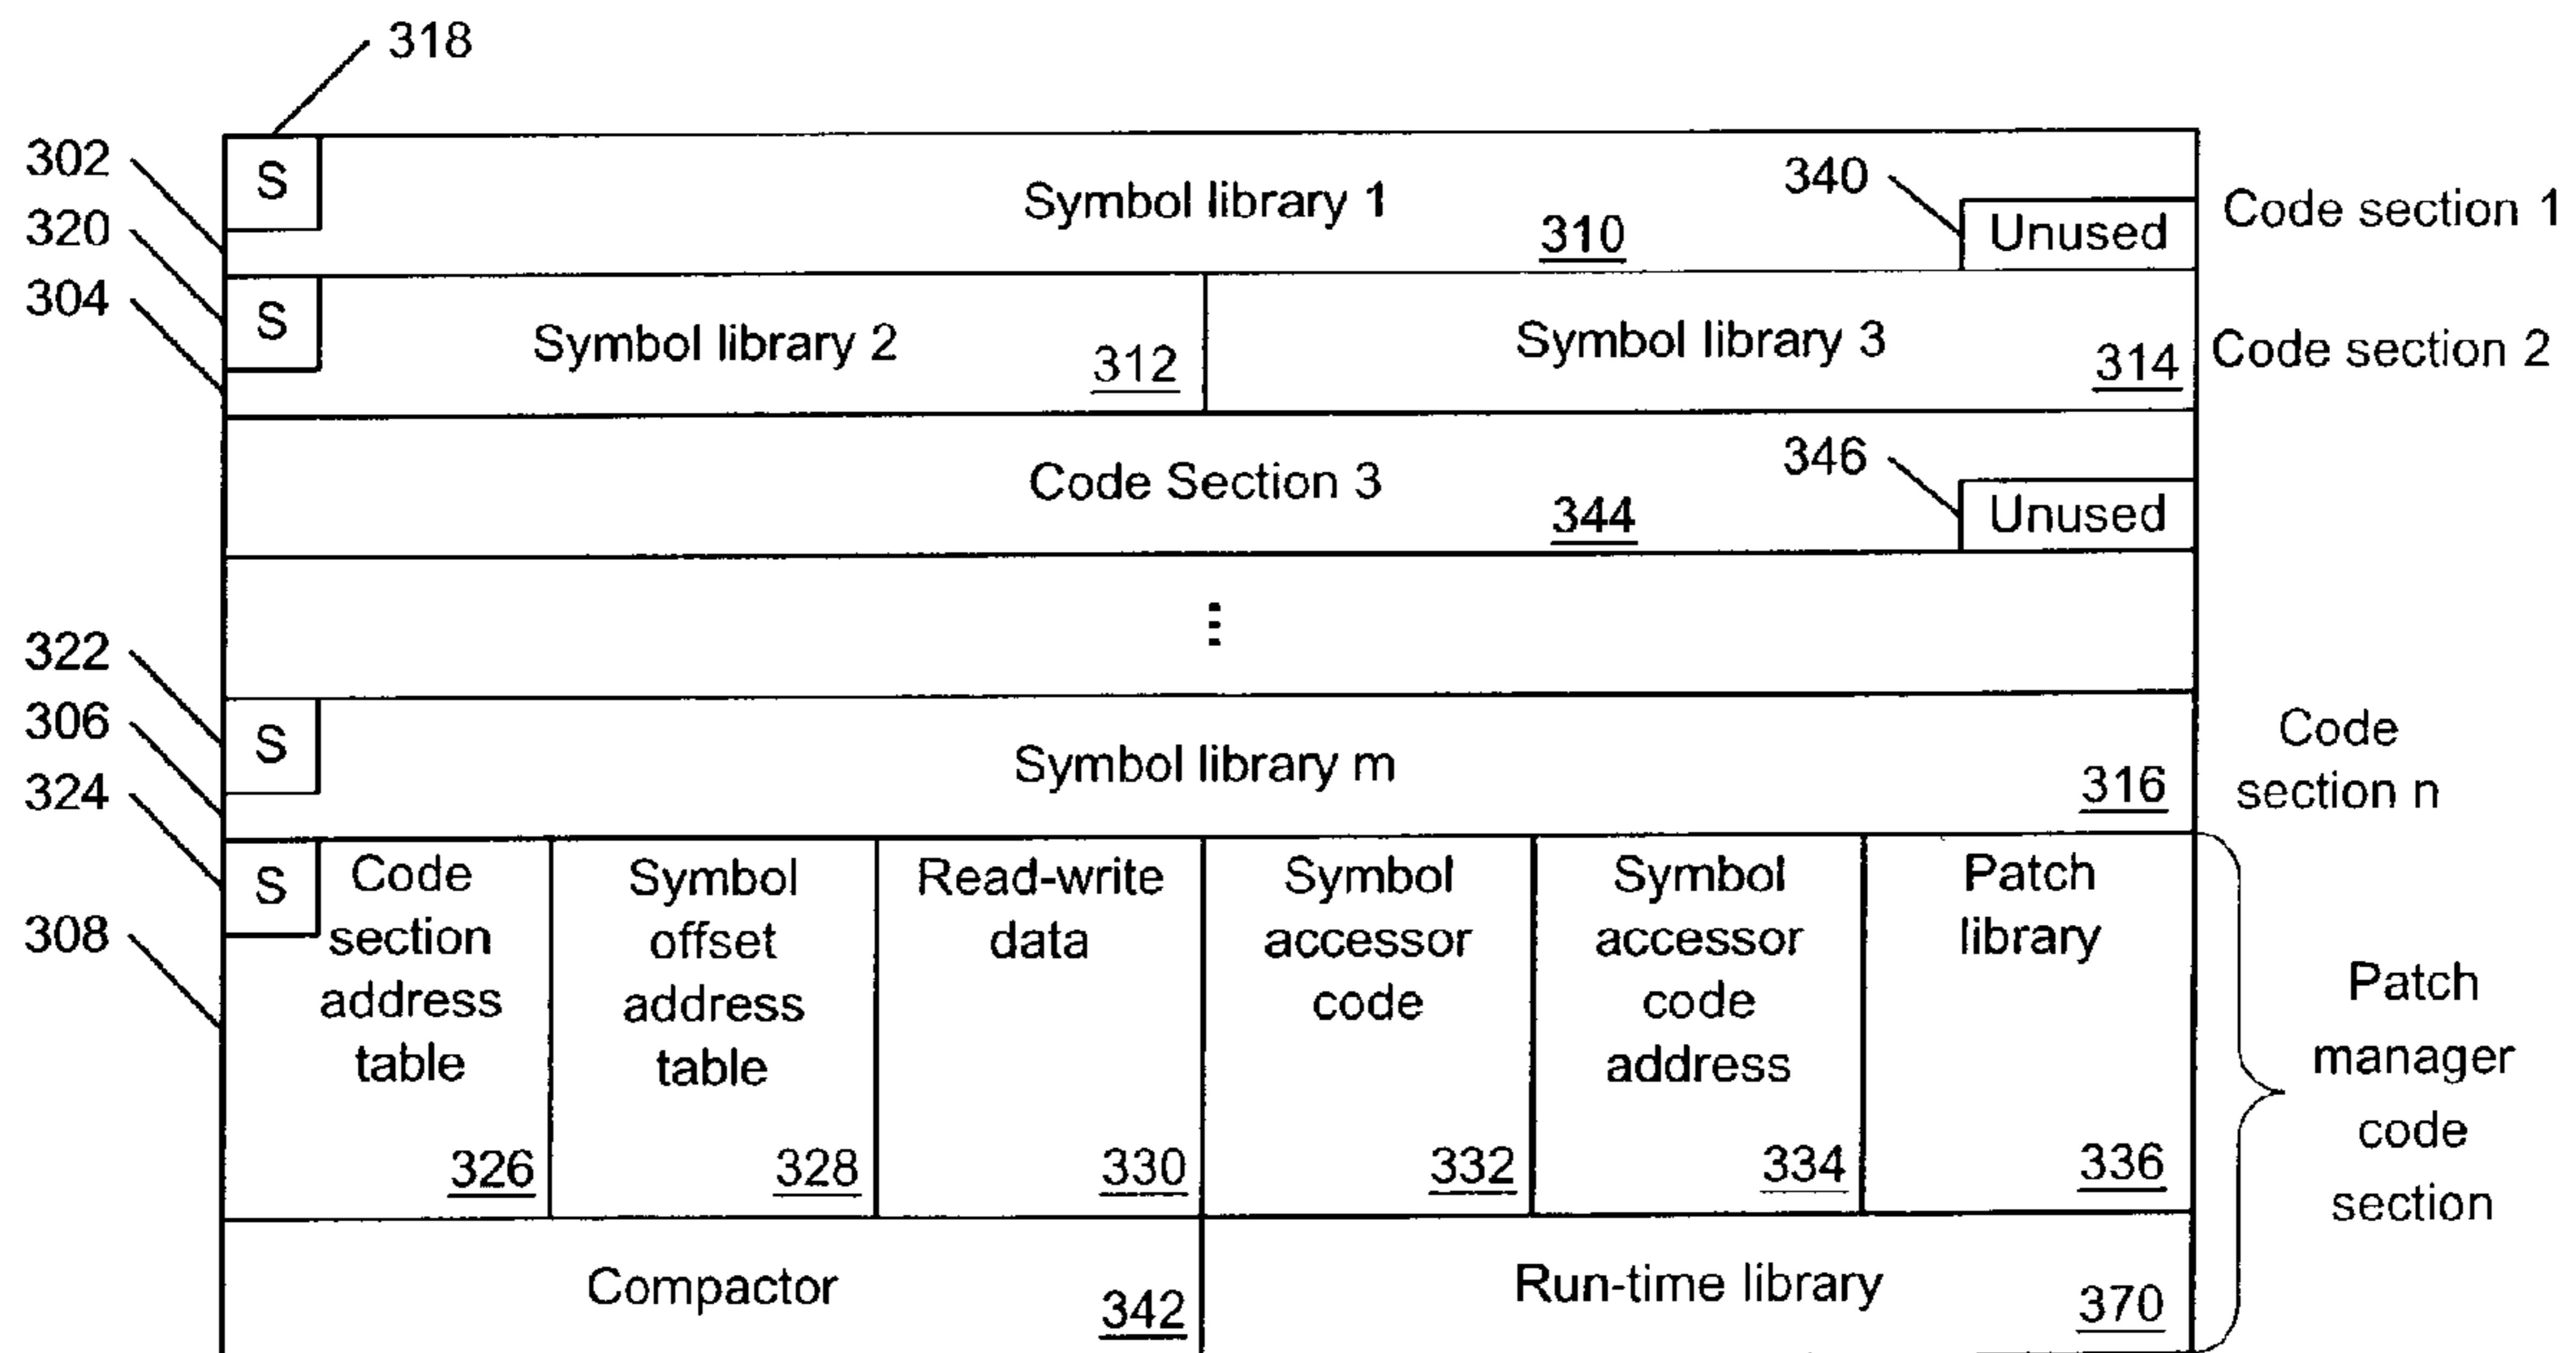 318
302
S
Symbol library 1
310
340
Unused
Code section 1
320
304
S
Symbol library 2
312
Symbol library 3
314
Code section 2
Code Section 3
344
346
Unused
322
306
S
Symbol library m
316
Code
section n
324
308
S
Code
section
address
table
326
Symbol
offset
address
table
328
Read-write
data
330
Symbol
accessor
code
332
Symbol
accessor
code
address
334
Patch
library
336
Patch
manager
code
section
Compactor
342
Run-time library
370